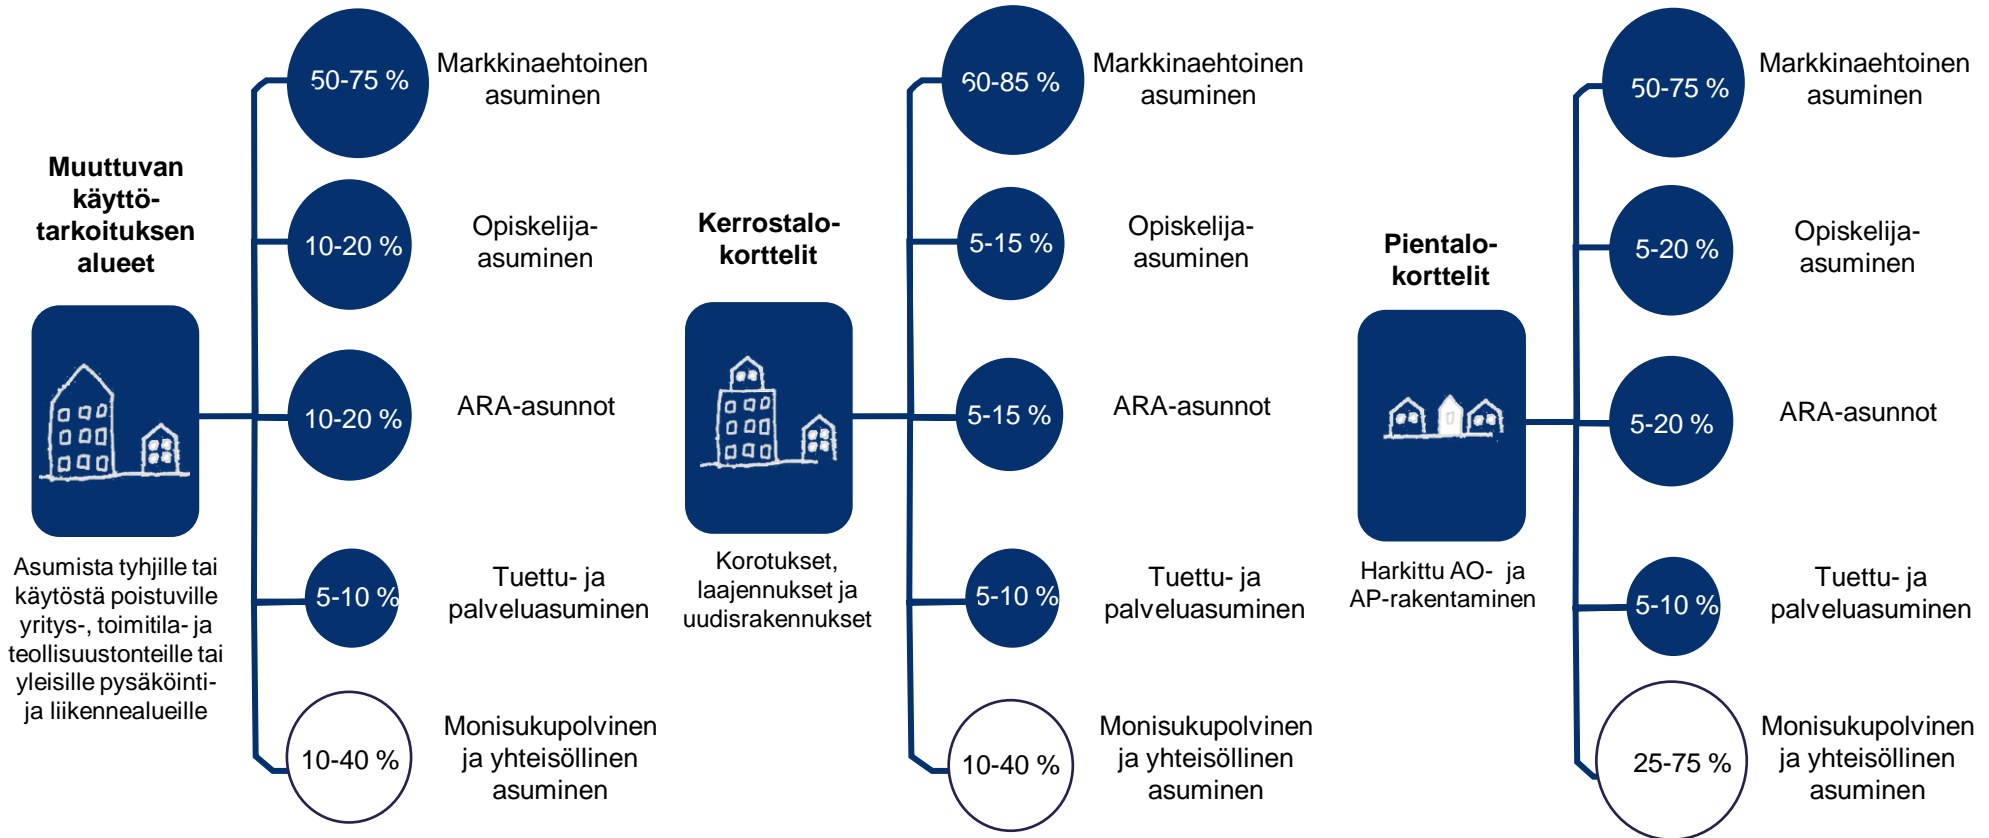 Muuttuvan
käyttö-
tarkoituksen
alueet
Asumista tyhjille tai
käytöstä poistuville
yritys-, toimitila- ja
teollisuustonteille tai
yleisille pysäköinti-
ja liikennealueille
50-75 %
Markkinaehtoinen
asuminen
10-20 %
Opiskelija-
asuminen
10-20 %
ARA-asunnot
5-10 %
Tuettu- ja
palveluasuminen
10-40 %
Monisukupolvinen
ja yhteisöllinen
asuminen
Kerrostalo-
korttelit
Korotukset,
laajennukset ja
uudisrakennukset
60-85 %
Markkinaehtoinen
asuminen
5-15 %
Opiskelija-
asuminen
5-15 %
ARA-asunnot
5-10 %
Tuettu- ja
palveluasuminen
10-40 %
Monisukupolvinen
ja yhteisöllinen
asuminen
Pientalo-
korttelit
Harkittu AO- ja
AP-rakentaminen
50-75 %
Markkinaehtoinen
asuminen
5-20 %
Opiskelija-
asuminen
5-20 %
ARA-asunnot
5-10 %
Tuettu- ja
palveluasuminen
25-75 %
Monisukupolvinen
ja yhteisöllinen
asuminen